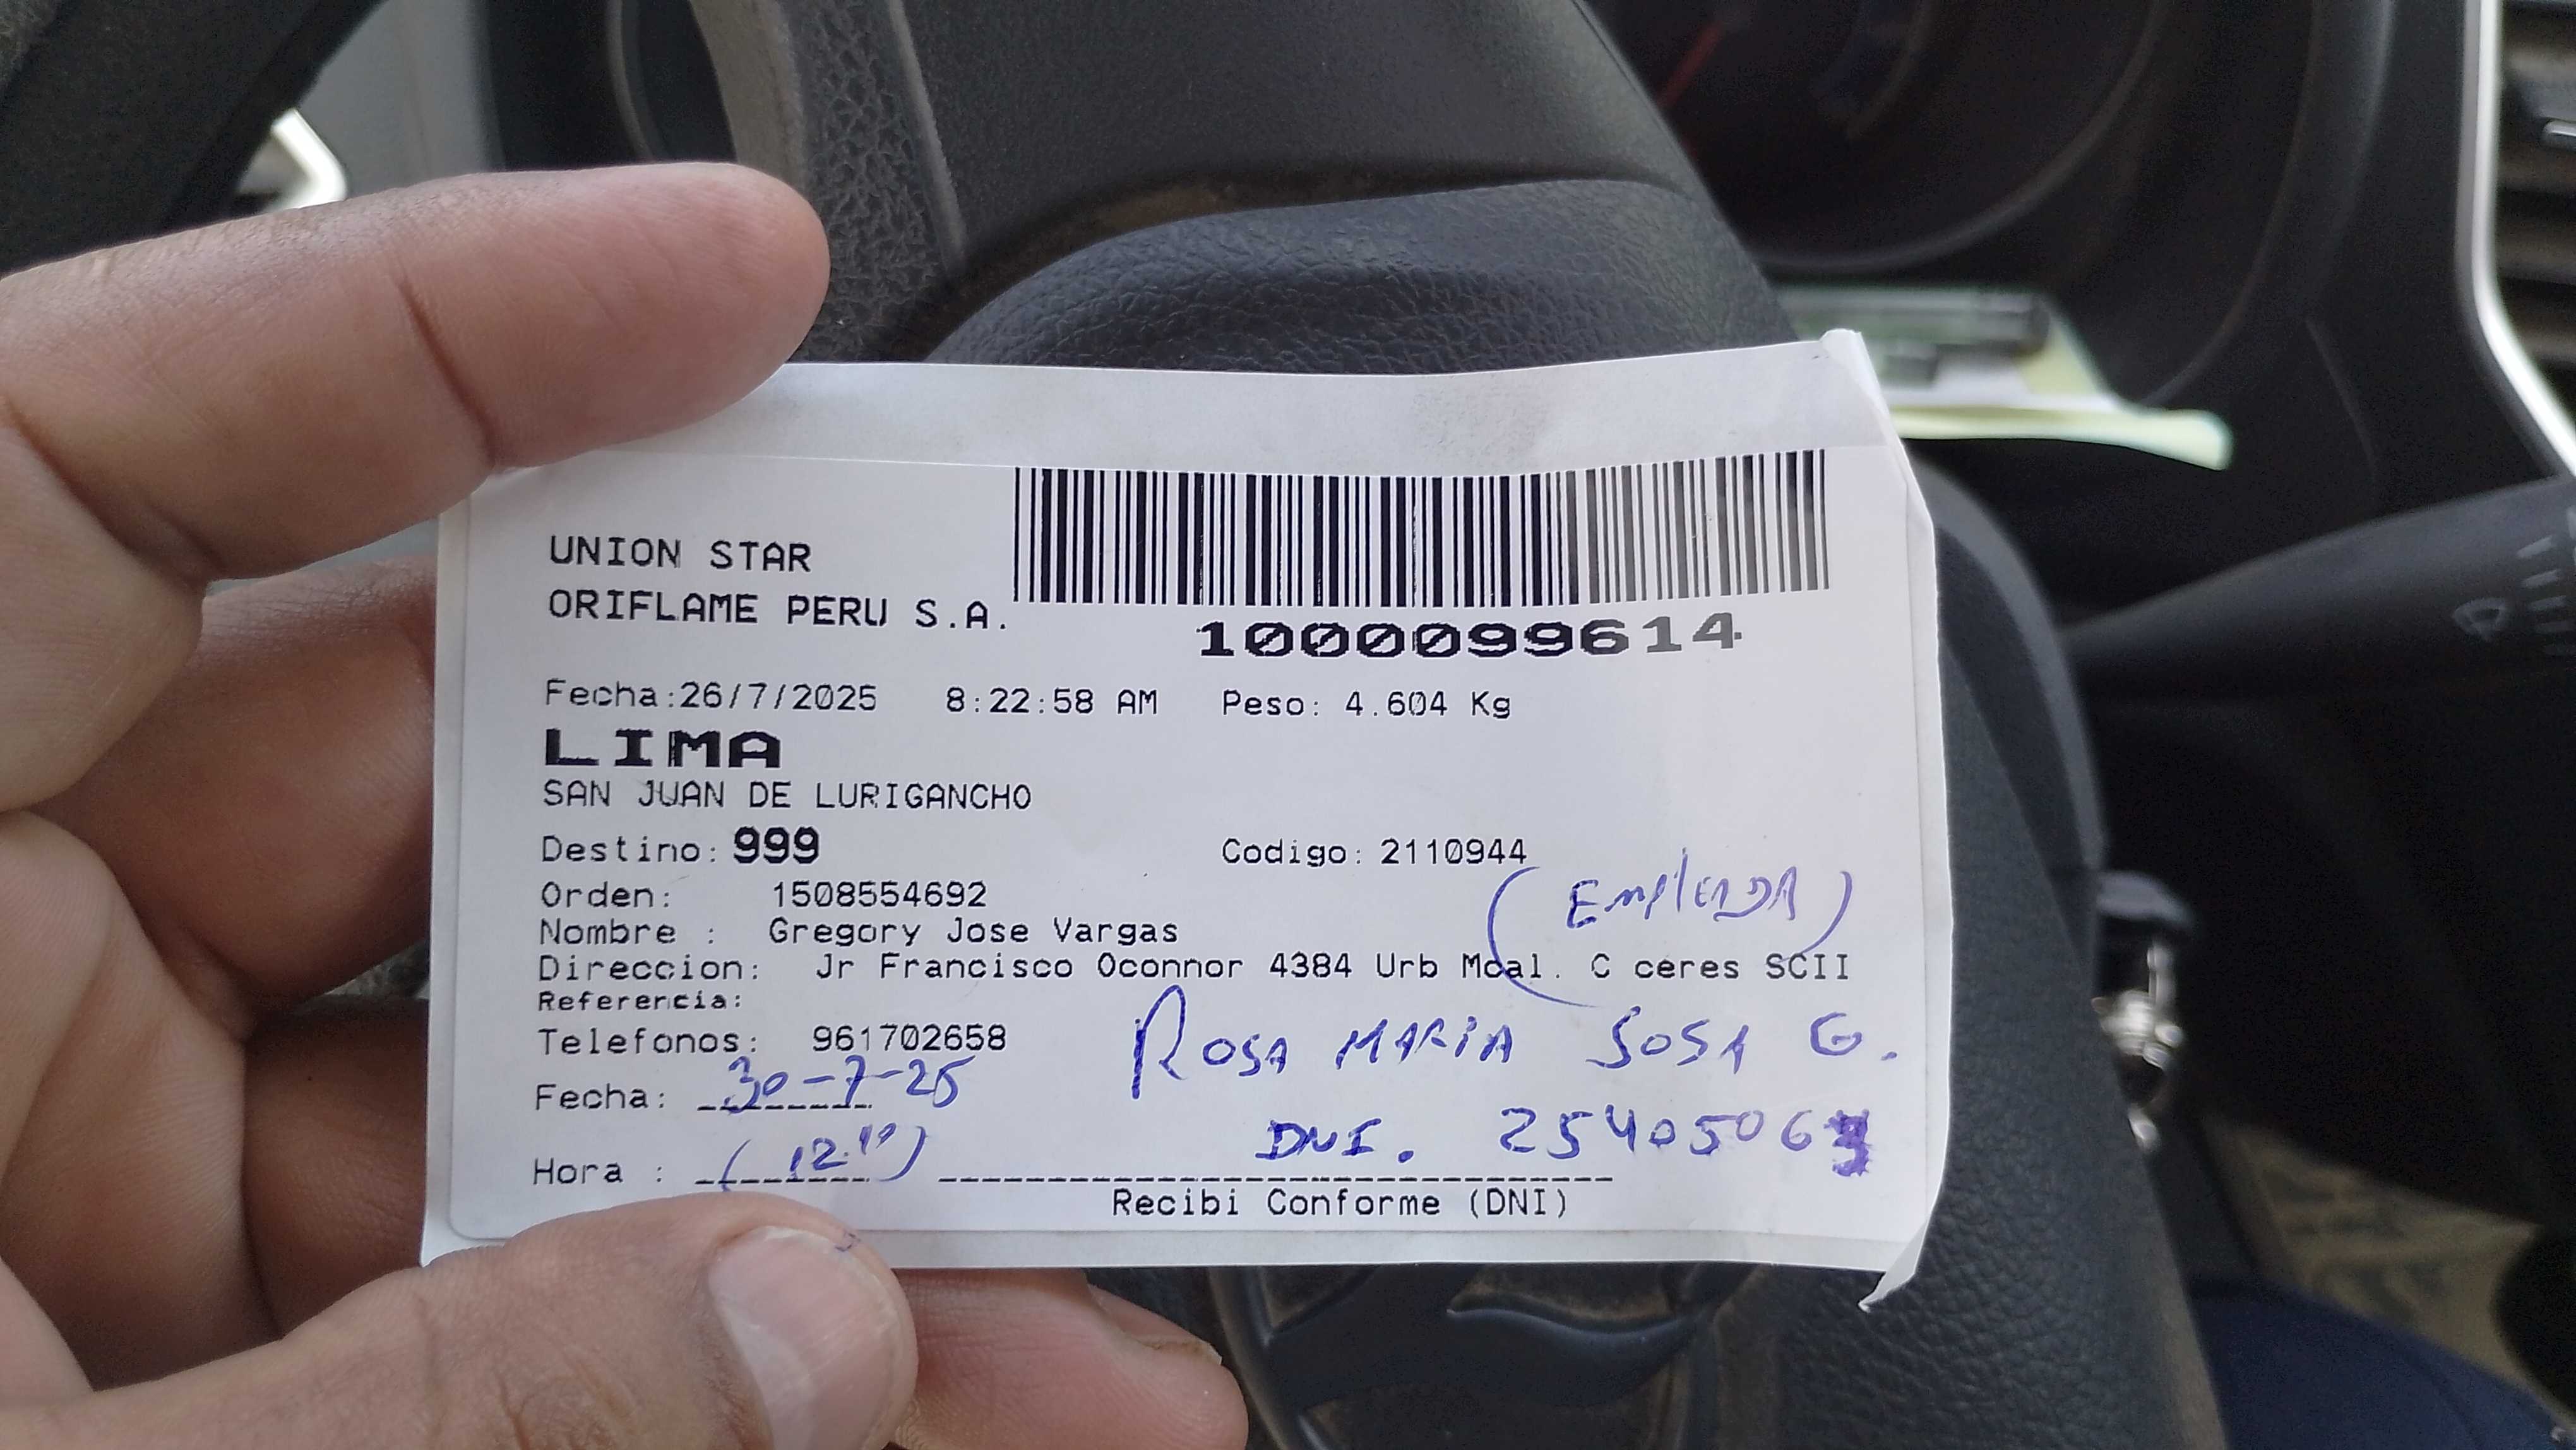 UNION STAR
ORIFLAME PERU S.A.
1000099614
Fecha:26/7/2025 8:22:58 AM Peso: 4.604 Kg
LIMA
SAN JUAN DE LURIGANCHO
Destino: 999 Codigo: 2110944
Orden: 1508554692
(EmplEADA)
Nombre : Gregory Jose Vargas
Direccion: Jr Francisco Oconnor 4384 Urb Mcal. C ceres SCII
Referencia:
Telefonos: 961702658
ROSA MARIA SOSA G.
Fecha: 30-7-25
DNI.
Hora : (12:10)
Recibi Conforme (DNI)